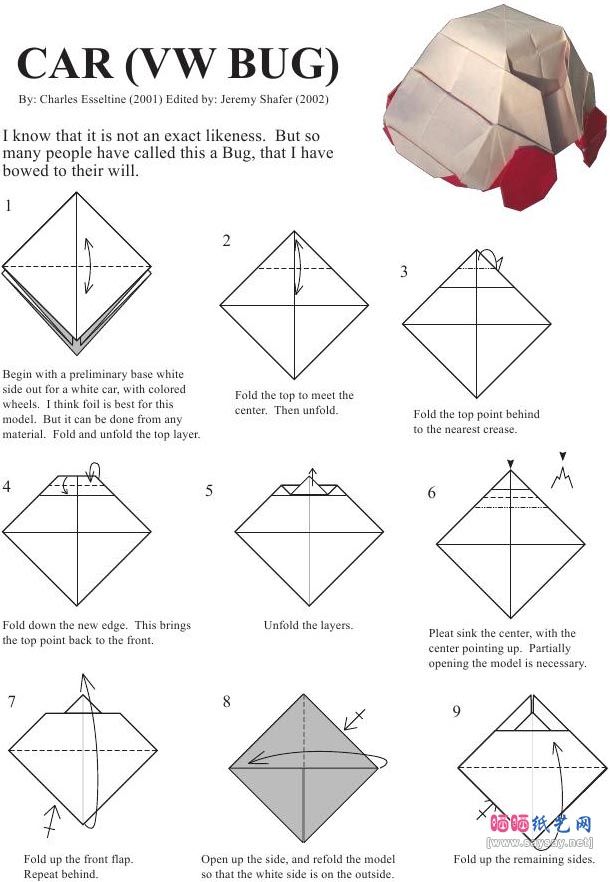 CAR (VW BUG)
By: Charles Esseltine (2001) Edited by: Jeremy Shafer (2002)
I know that it is not an exact likeness.  But so
many people have called this a Bug, that I have
bowed to their will.
1
2
3
Begin with a preliminary base white
side out for a white car, with colored
wheels.  I think foil is best for this
model.  But it can be done from any
material.  Fold and unfold the top layer.
Fold the top to meet the
center.  Then unfold.
Fold the top point behind
to the nearest crease.
4
5
6
Fold down the new edge.  This brings
the top point back to the front.
Unfold the layers.
Pleat sink the center, with the
center pointing up.  Partially
opening the model is necessary.
7
8
9
Fold up the front flap.
Repeat behind.
Open up the side, and refold the model
so that the white side is on the outside.
Fold up the remaining sides.
晒晒纸艺网
[www.saysay.net]